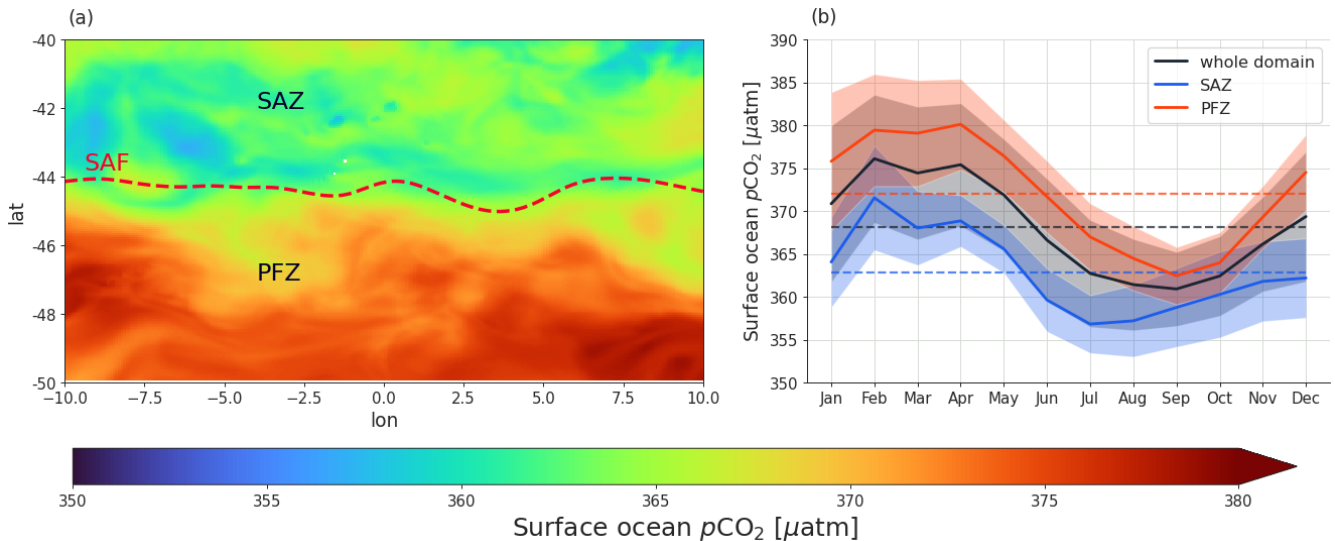 (a)
-40
-42
-44
-46
-48
-50
lat
SAZ
SAF
PFZ
−10.0 −7.5 −5.0 −2.5 0.0 2.5 5.0 7.5 10.0
lon
(b)
390
385
380
375
370
365
360
355
350
Surface ocean pCO₂ [μatm]
whole domain
SAZ
PFZ
Jan Feb Mar Apr May Jun Jul Aug Sep Oct Nov Dec
350 355 360 365 370 375 380
Surface ocean pCO₂ [μatm]